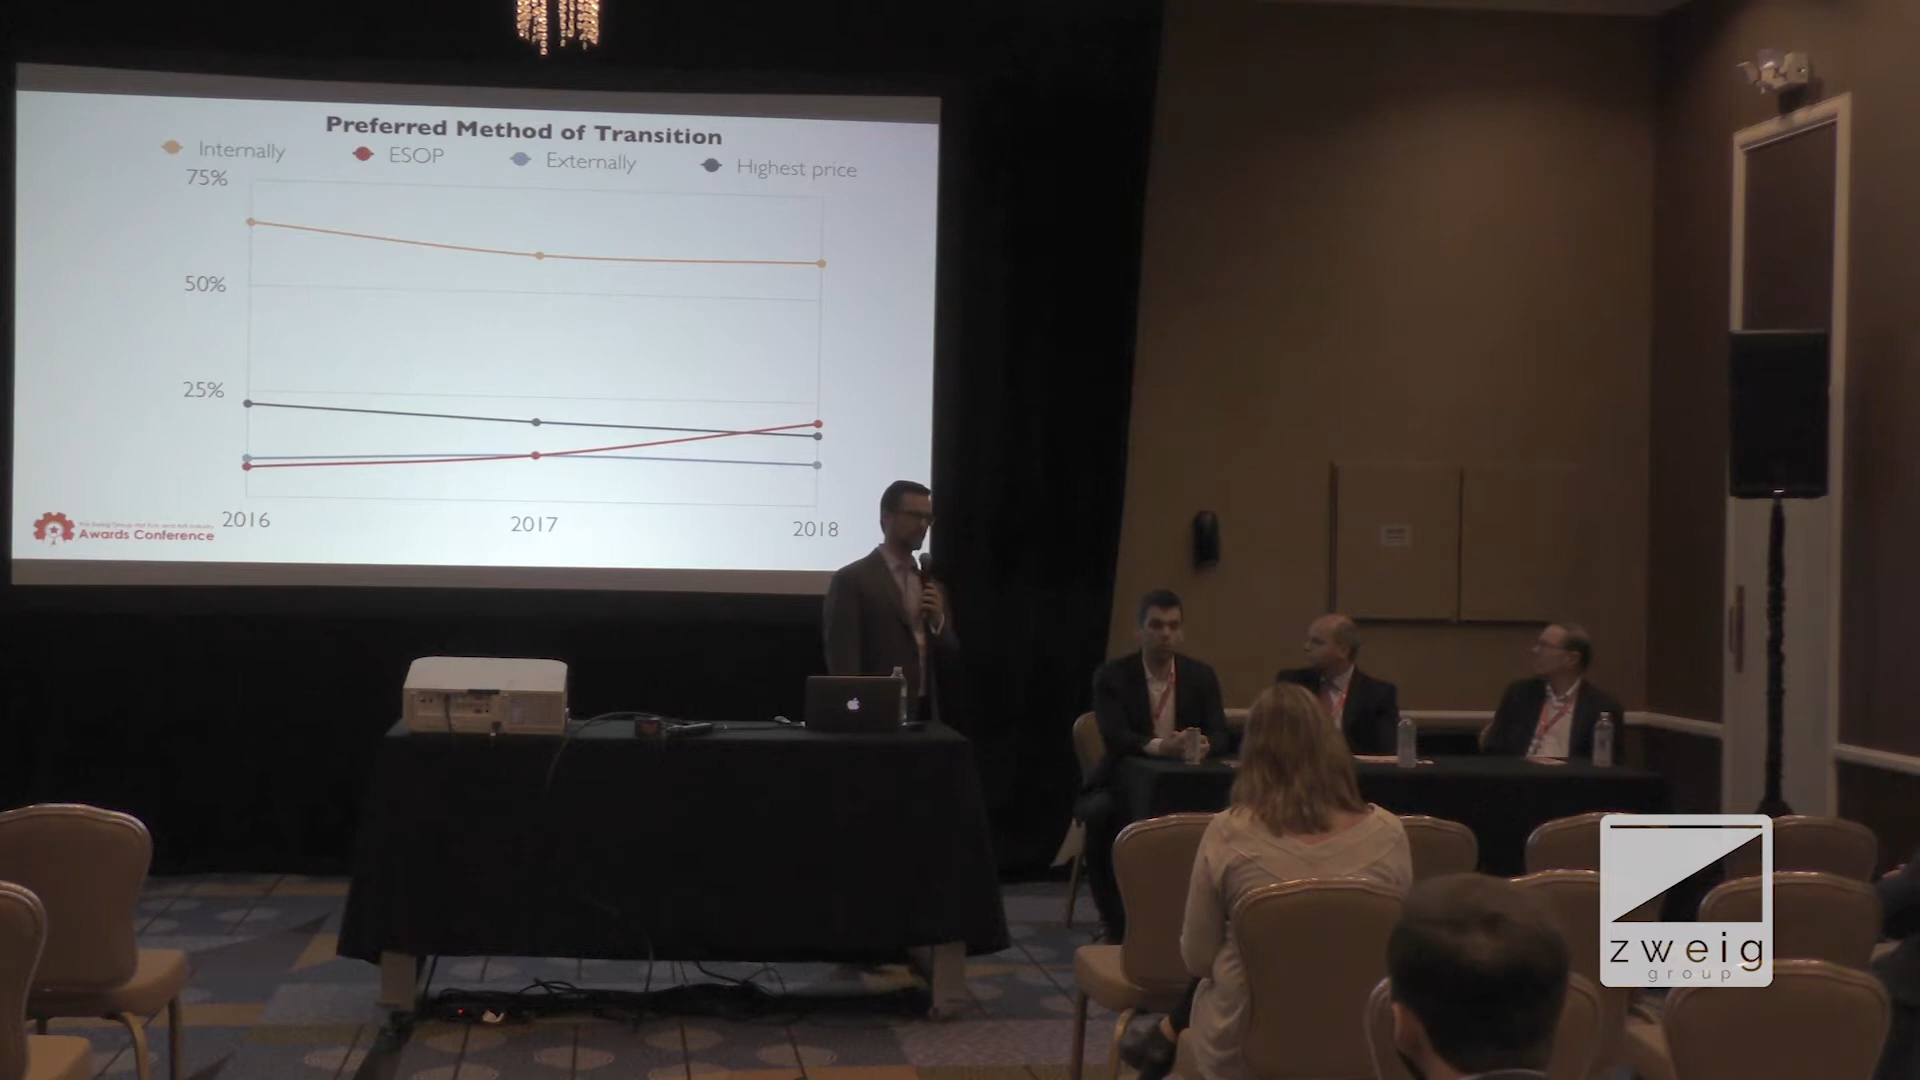 Preferred Method of Transition
Internally ESOP Externally Highest price
75%
50%
25%
2016 2017 2018
Awards Conference
zweig
group